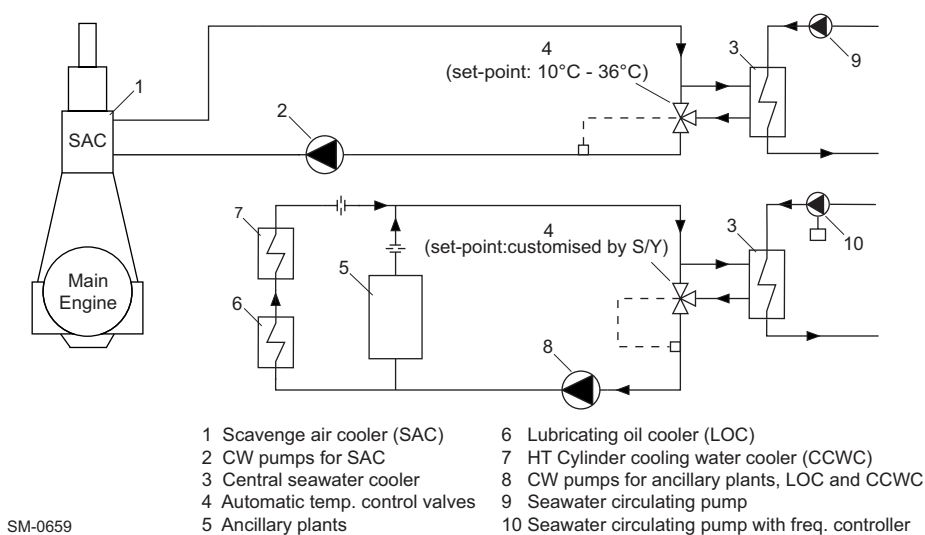 1
SAC
2
4
(set-point: 10°C - 36°C)
3
9
Main
Engine
7
6
5
4
(set-point:customised by S/Y)
3
10
8
1 Scavenge air cooler (SAC)
2 CW pumps for SAC
3 Central seawater cooler
4 Automatic temp. control valves
5 Ancillary plants
6 Lubricating oil cooler (LOC)
7 HT Cylinder cooling water cooler (CCWC)
8 CW pumps for ancillary plants, LOC and CCWC
9 Seawater circulating pump
10 Seawater circulating pump with freq. controller
SM-0659